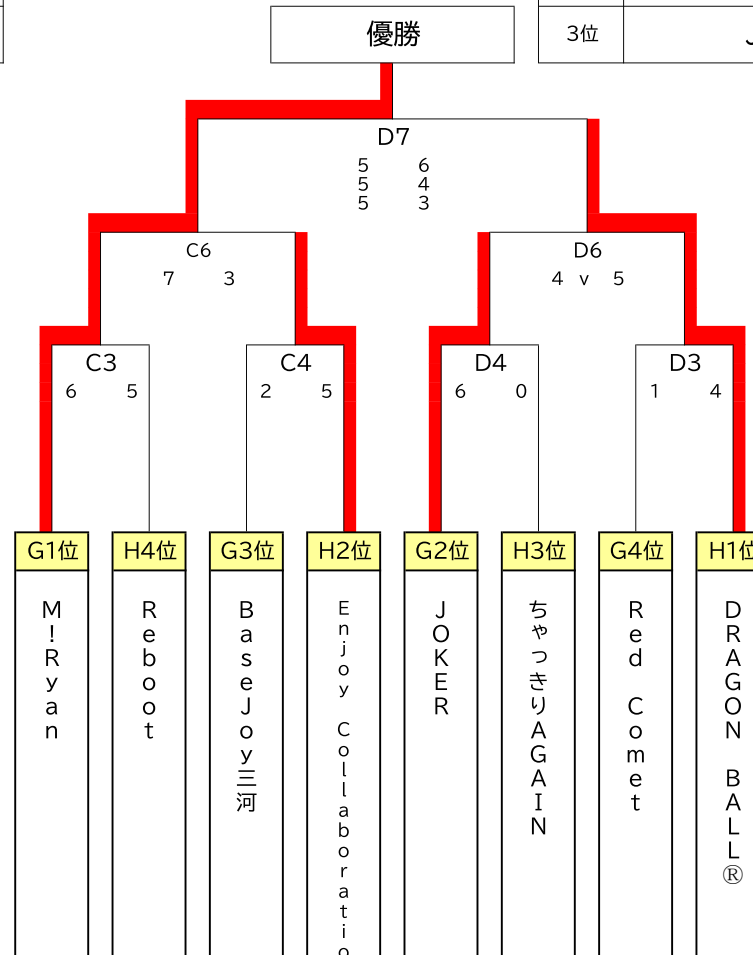 優勝
3位
D7
5 6
5 4
5 3
C6
7 3
D6
4 v 5
C3
6 5
C4
2 5
D4
6 0
D3
1 4
G1位
H4位
G3位
H2位
G2位
H3位
G4位
H1位
M!Ryan
Reboot
BaseJoy三河
Enjoy Collaboratio
JOKER
ちゃっきりAGAIN
Red Comet
DRAGON BALL®